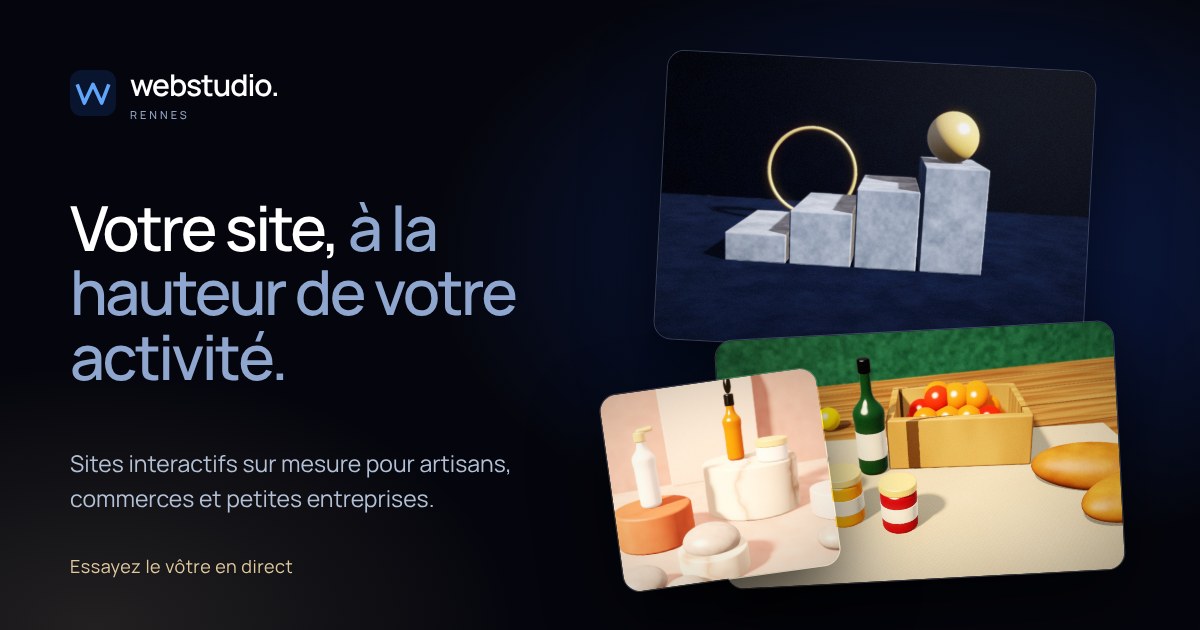 webstudio.
RENNES
Votre site, à la
hauteur de votre
activité.
Sites interactifs sur mesure pour artisans,
commerces et petites entreprises.
Essayez le vôtre en direct